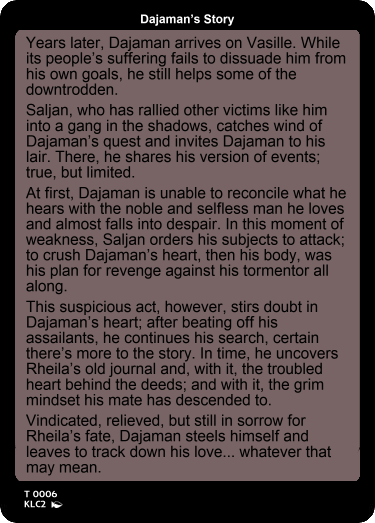 Dajaman's Story
Years later, Dajaman arrives on Vasille. While
its people's suffering fails to dissuade him from
his own goals, he still helps some of the
downtrodden.
Saljan, who has rallied other victims like him
into a gang in the shadows, catches wind of
Dajaman's quest and invites Dajaman to his
lair. There, he shares his version of events;
true, but limited.
At first, Dajaman is unable to reconcile what he
hears with the noble and selfless man he loves
and almost falls into despair. In this moment of
weakness, Saljan orders his subjects to attack;
to crush Dajaman's heart, then his body, was
his plan for revenge against his tormentor all
along.
This suspicious act, however, stirs doubt in
Dajaman's heart; after beating off his
assailants, he continues his search, certain
there's more to the story. In time, he uncovers
Rheila's old journal and, with it, the troubled
heart behind the deeds; and with it, the grim
mindset his mate has descended to.
Vindicated, relieved, but still in sorrow for
Rheila's fate, Dajaman steels himself and
leaves to track down his love... whatever that
may mean.
T 0006
KLC2